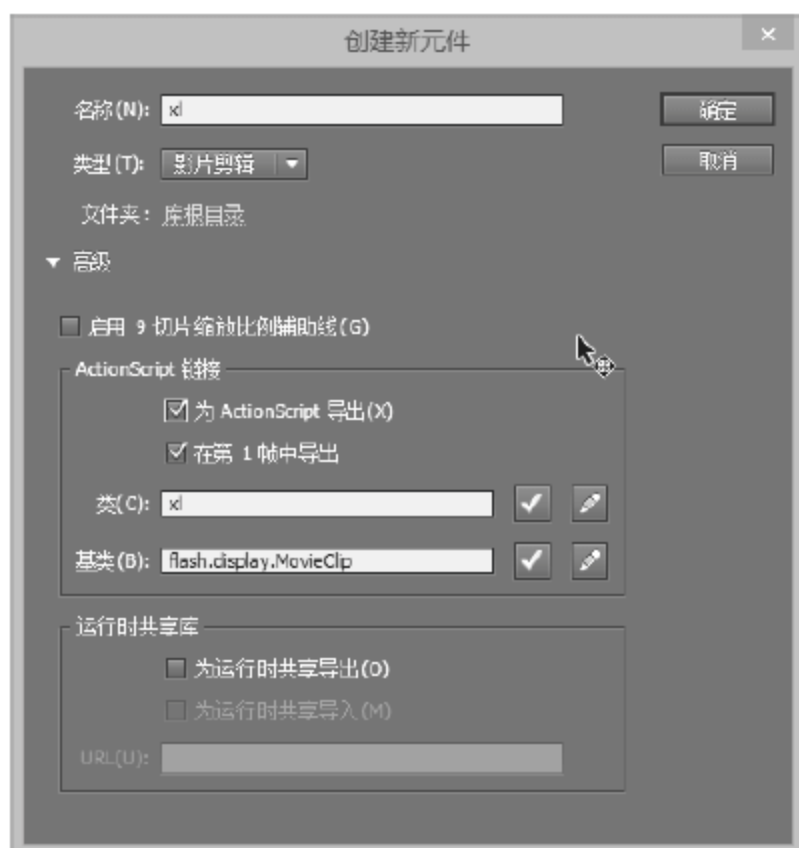 创建新元件
名称(N): xl
确定
类型(T): 影片剪辑
取消
文件夹: 库根目录
高级
启用 9 切片缩放比例辅助线(G)
ActionScript 链接
为 ActionScript 导出(X)
在第 1 帧中导出
类(C): xl
基类(B): flash.display.MovieClip
运行时共享库
为运行时共享导出(O)
为运行时共享导入(M)
URL(U):